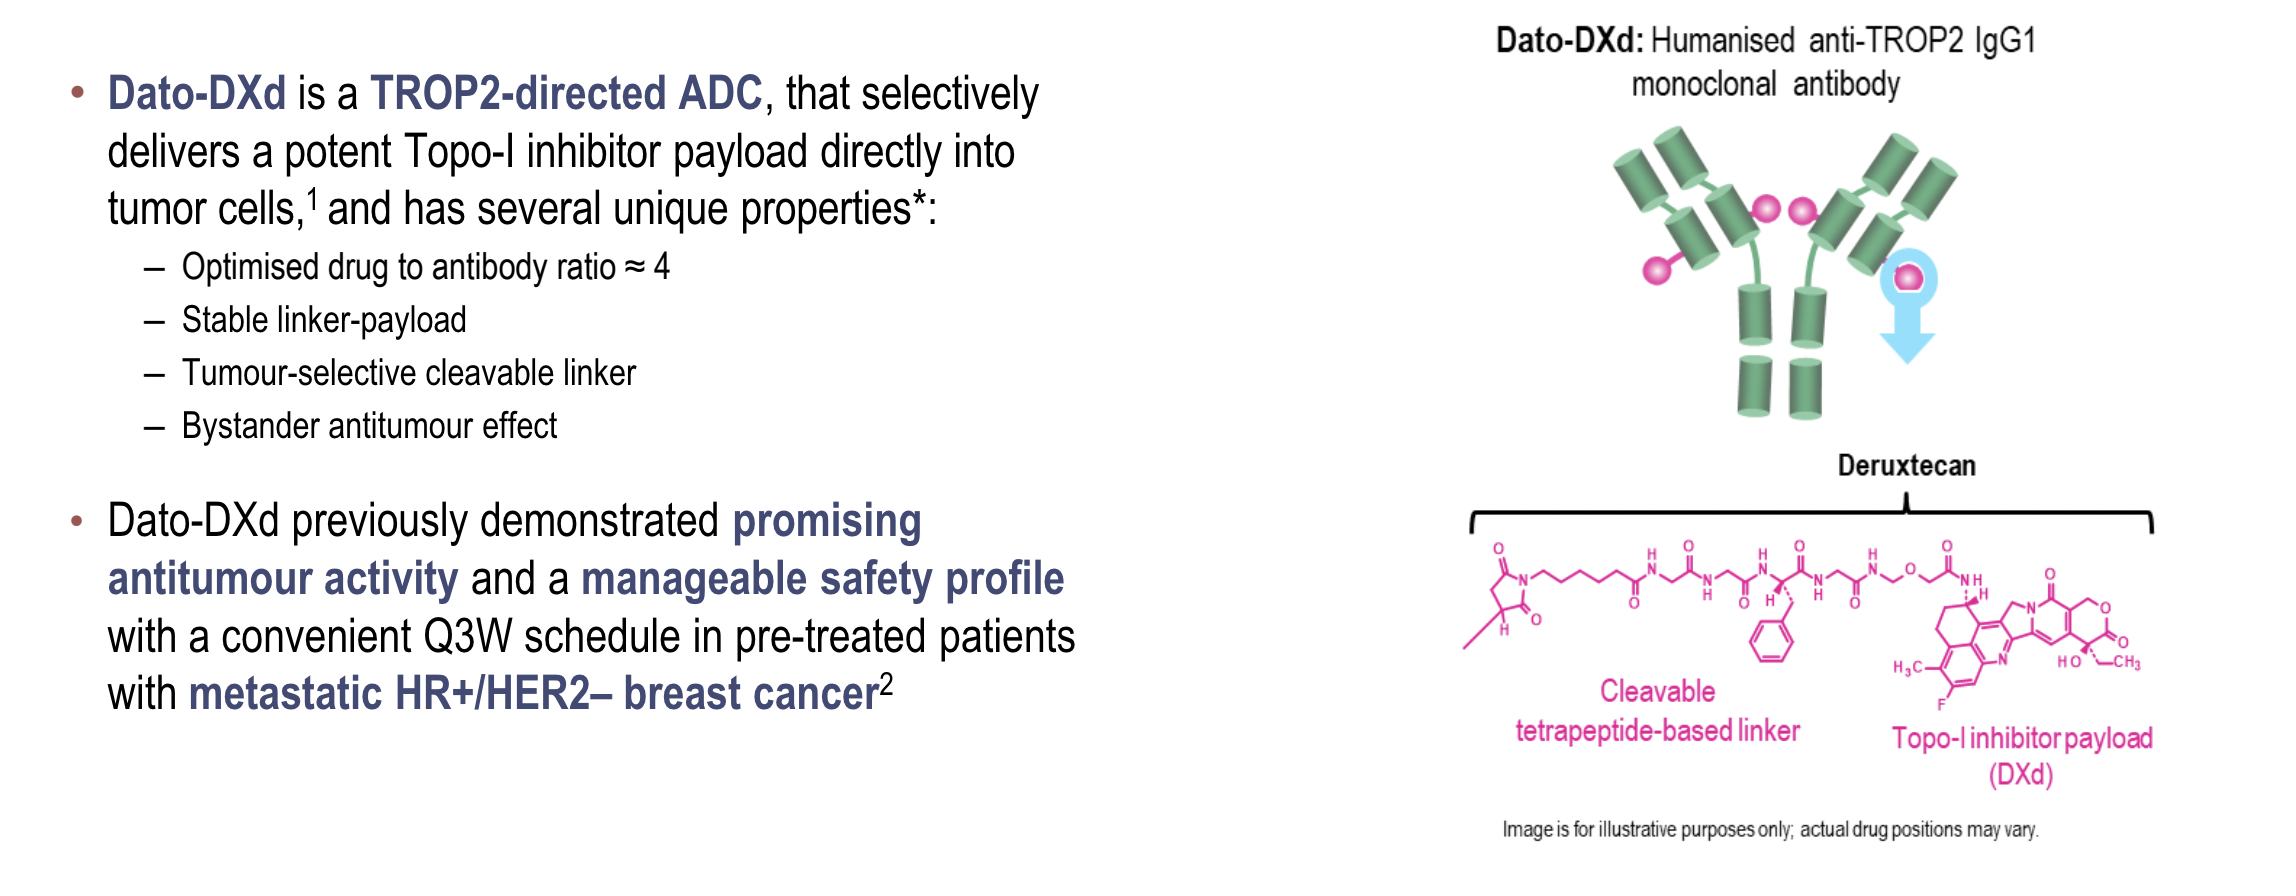 • Dato-DXd is a TROP2-directed ADC, that selectively
delivers a potent Topo-I inhibitor payload directly into
tumor cells,1 and has several unique properties*:
– Optimised drug to antibody ratio ≈ 4
– Stable linker-payload
– Tumour-selective cleavable linker
– Bystander antitumour effect
• Dato-DXd previously demonstrated promising
antitumour activity and a manageable safety profile
with a convenient Q3W schedule in pre-treated patients
with metastatic HR+/HER2– breast cancer2
Dato-DXd: Humanised anti-TROP2 IgG1
monoclonal antibody
Deruxtecan
O
N
O
H
O
H
N
O
N
H
O
H
N
H
O
N
H
O
H
N
O
O
NH
H
N
O
O
O
HO
CH3
N
H3C
F
Cleavable
tetrapeptide-based linker
Topo-I inhibitor payload
(DXd)
Image is for illustrative purposes only; actual drug positions may vary.